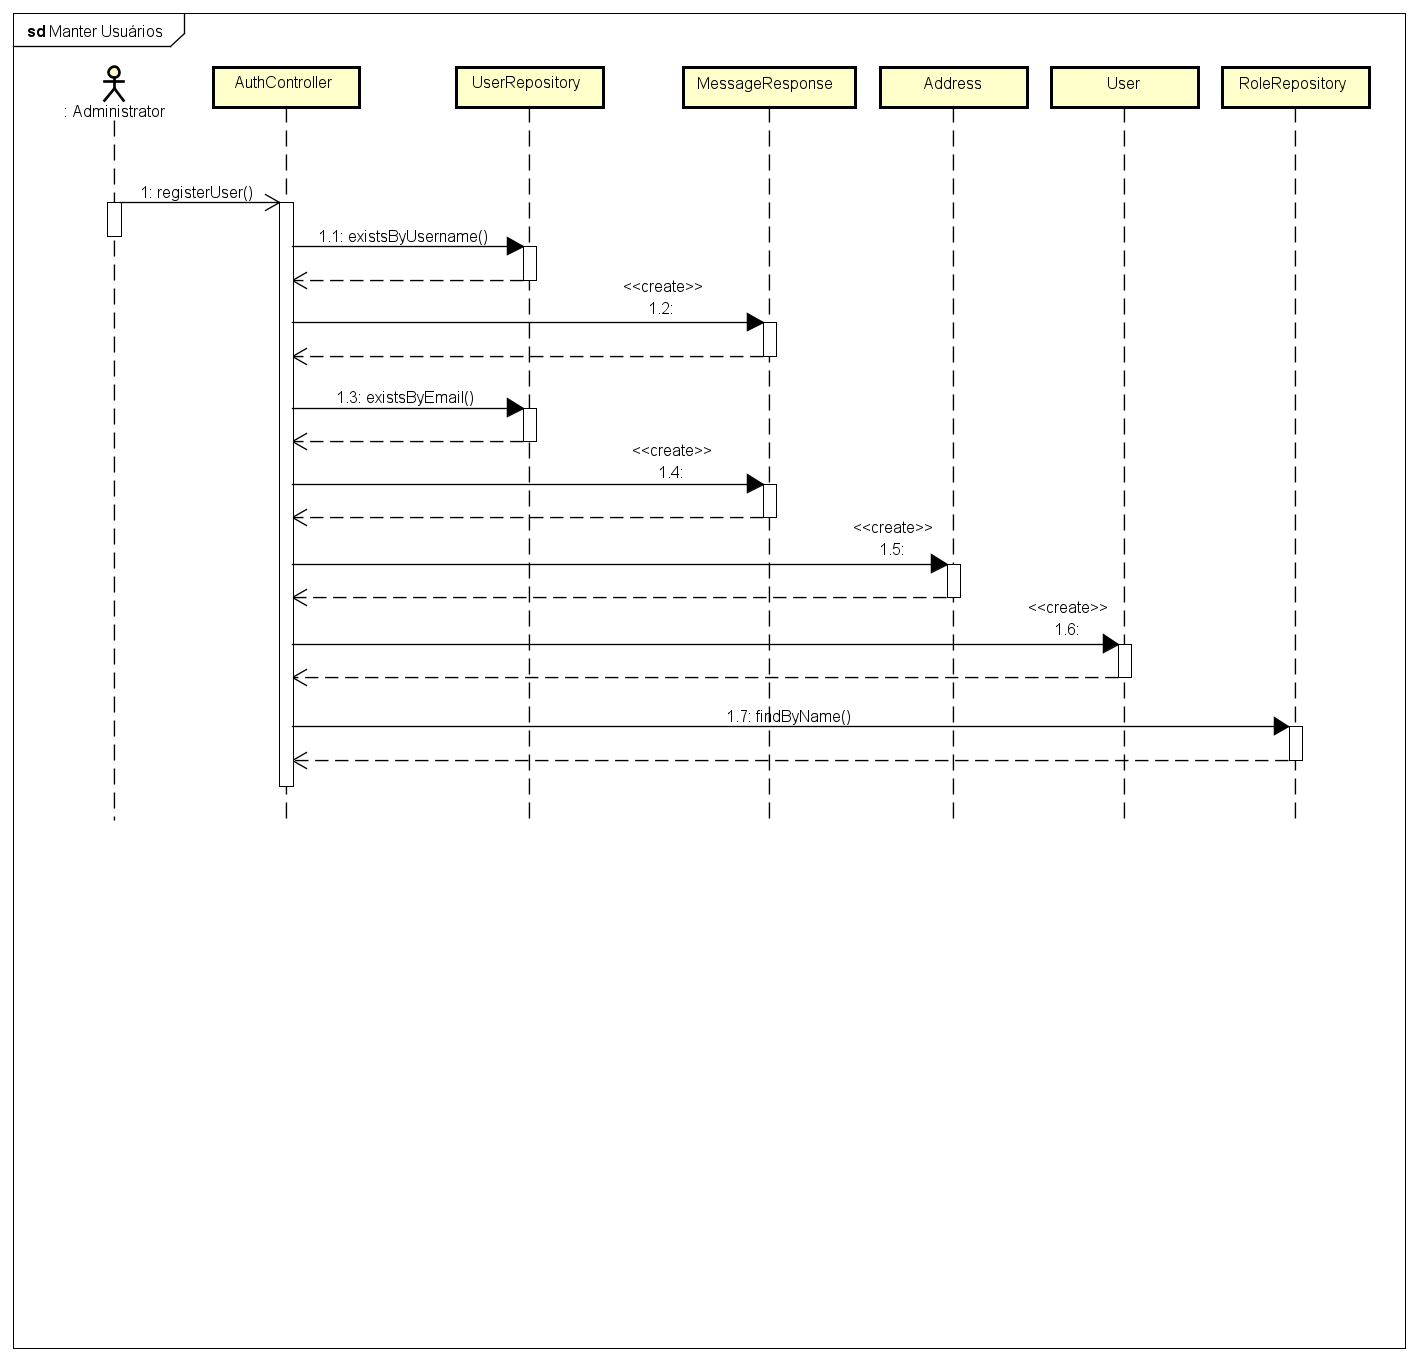 sd Manter Usuários
: Administrator
AuthController
UserRepository
MessageResponse
Address
User
RoleRepository
1: registerUser()
1.1: existsByUsername()
<<create>>
1.2:
1.3: existsByEmail()
<<create>>
1.4:
<<create>>
1.5:
<<create>>
1.6:
1.7: findByName()